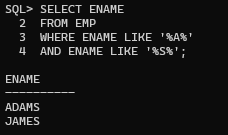 SQL> SELECT ENAME
2 FROM EMP
3 WHERE ENAME LIKE '%A%'
4 AND ENAME LIKE '%S%';
ENAME
----------
ADAMS
JAMES